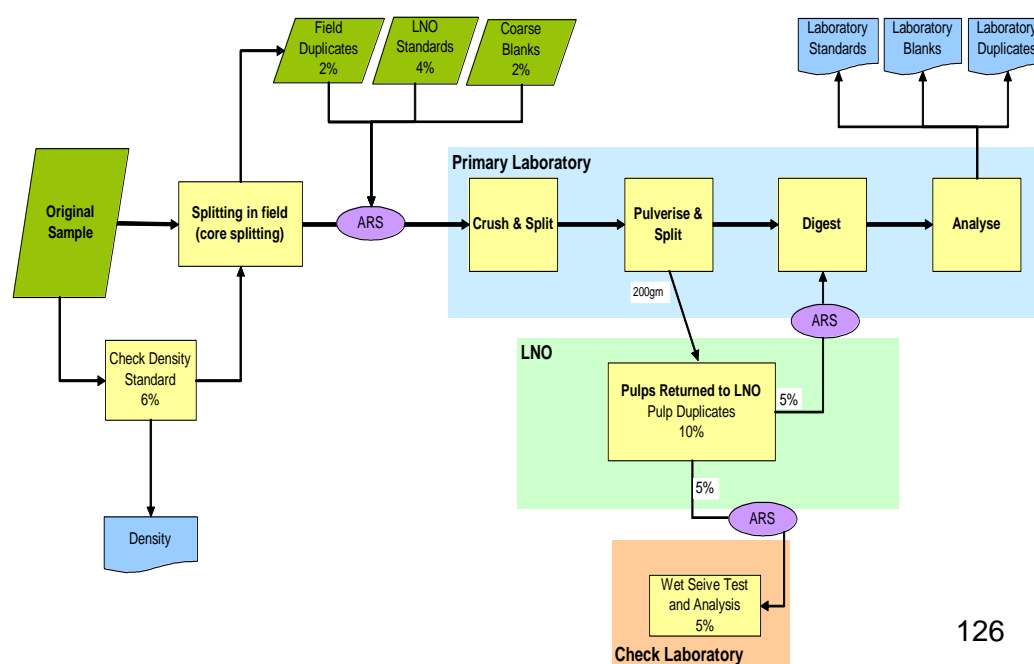 Field
Duplicates
2%
LNO
Standards
4%
Coarse
Blanks
2%
Laboratory
Standards
Laboratory
Blanks
Laboratory
Duplicates
Primary Laboratory
Original
Sample
Splitting in field
(core splitting)
ARS
Crush & Split
Pulverise &
Split
Digest
Analyse
200gm
ARS
LNO
Check Density
Standard
6%
Pulps Returned to LNO
Pulp Duplicates
10%
5%
5%
ARS
Density
Wet Seive Test
and Analysis
5%
Check Laboratory
126